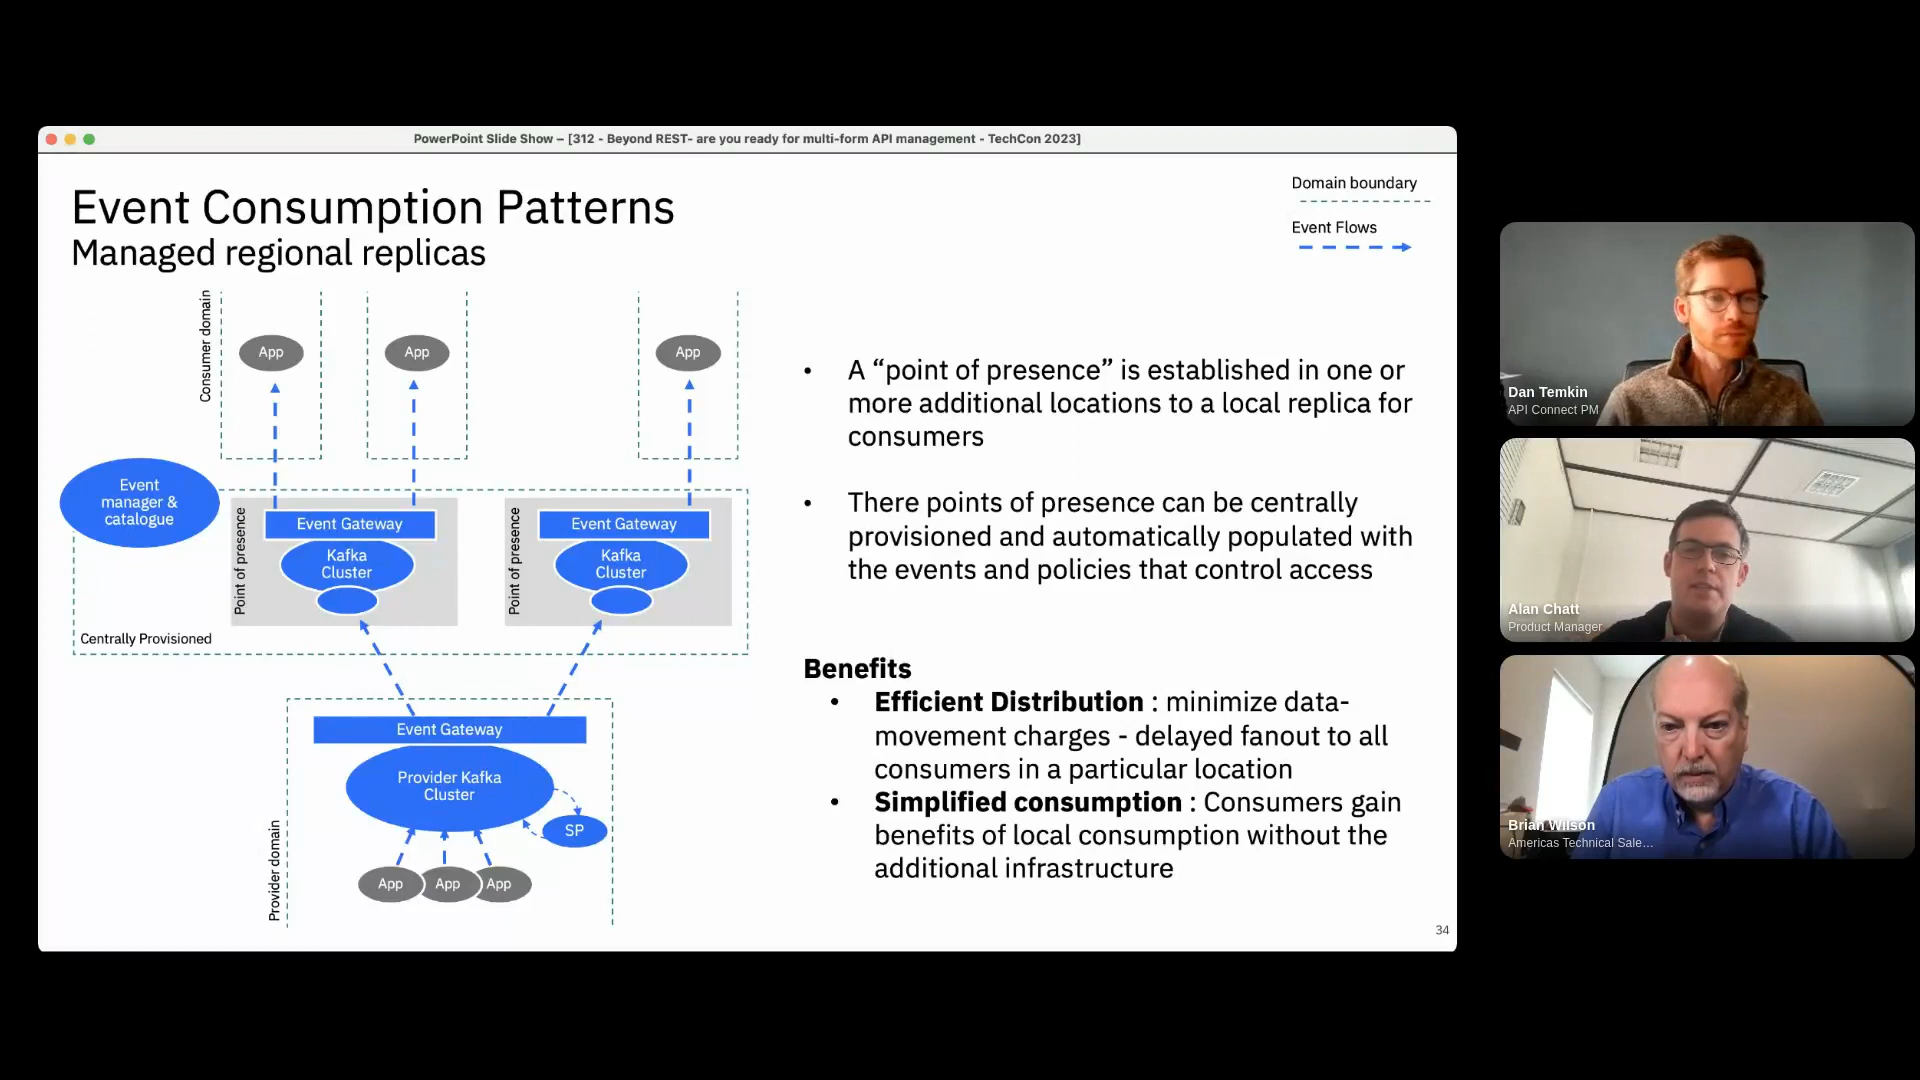 PowerPoint Slide Show – [312 - Beyond REST- are you ready for multi-form API management - TechCon 2023]
Event Consumption Patterns
Managed regional replicas
Domain boundary
Event Flows
Consumer domain
App
App
App
Event
manager &
catalogue
Point of presence
Event Gateway
Kafka
Cluster
Point of presence
Event Gateway
Kafka
Cluster
Centrally Provisioned
Event Gateway
Provider Kafka
Cluster
SP
Provider domain
App
App
App
• A “point of presence” is established in one or
more additional locations to a local replica for
consumers
• There points of presence can be centrally
provisioned and automatically populated with
the events and policies that control access
Benefits
• Efficient Distribution : minimize data-
movement charges - delayed fanout to all
consumers in a particular location
• Simplified consumption : Consumers gain
benefits of local consumption without the
additional infrastructure
34
Dan Temkin
API Connect PM
Alan Chatt
Product Manager
Brian Wilson
Americas Technical Sale...